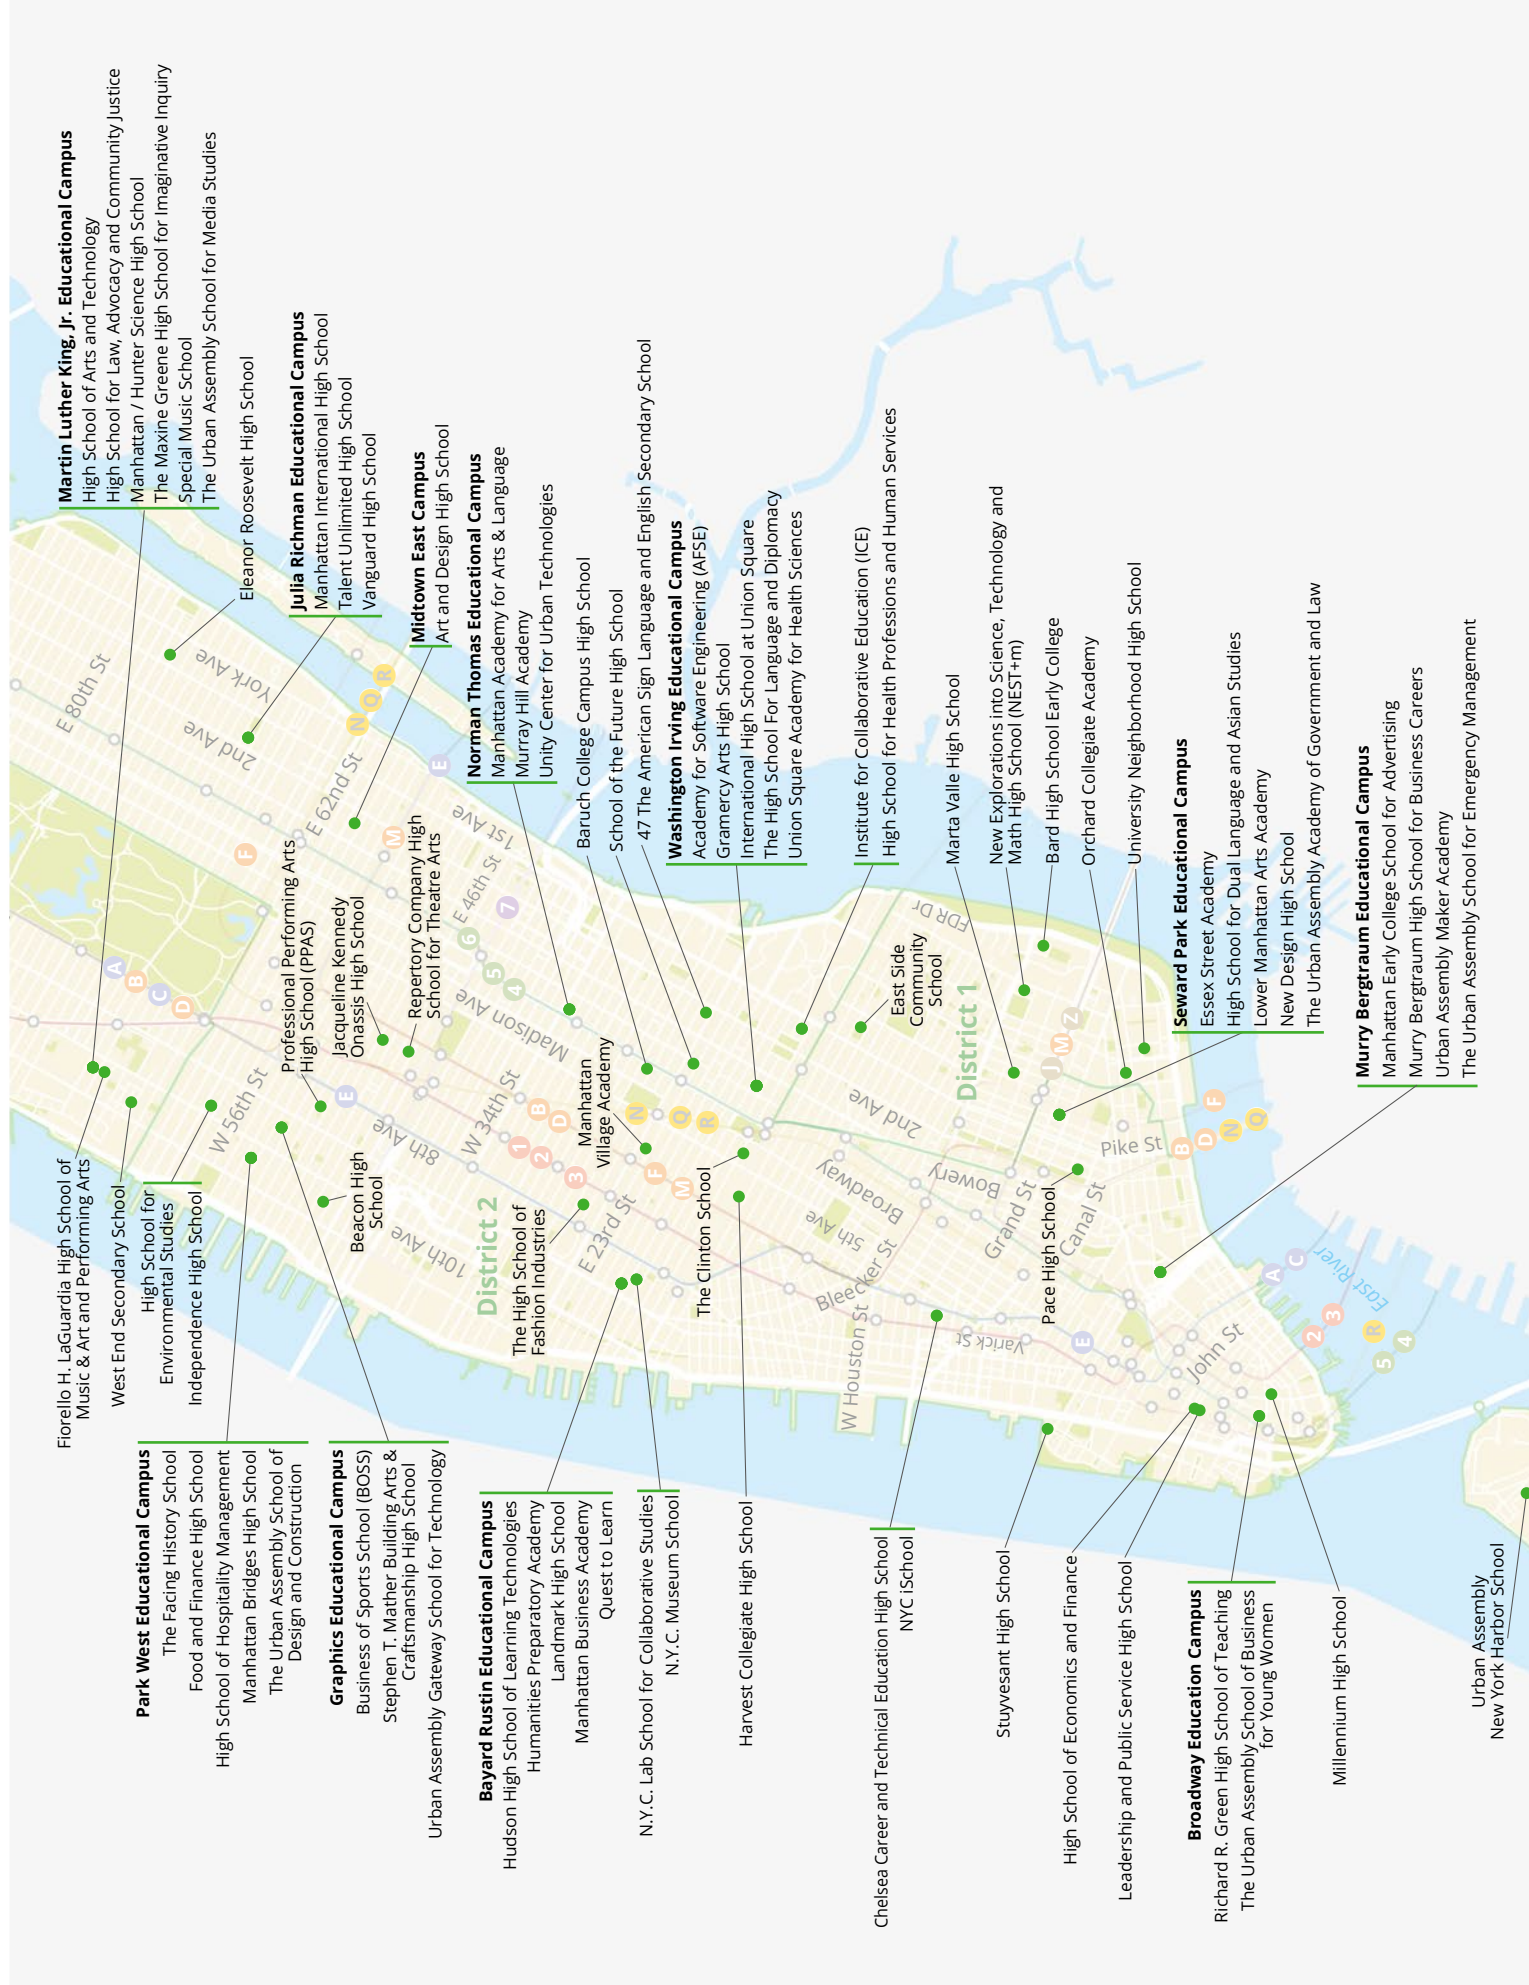 Fiorello H. LaGuardia High School of
Music & Art and Performing Arts
West End Secondary School
High School for
Environmental Studies
Independence High School
Park West Educational Campus
The Facing History School
Food and Finance High School
High School of Hospitality Management
Manhattan Bridges High School
The Urban Assembly School of
Design and Construction
Graphics Educational Campus
Business of Sports School (BOSS)
Stephen T. Mather Building Arts &
Craftsmanship High School
Urban Assembly Gateway School for Technology
Bayard Rustin Educational Campus
Hudson High School of Learning Technologies
Humanities Preparatory Academy
Landmark High School
Manhattan Business Academy
Quest to Learn
N.Y.C. Lab School for Collaborative Studies
N.Y.C. Museum School
Harvest Collegiate High School
Chelsea Career and Technical Education High School
NYC iSchool
Stuyvesant High School
High School of Economics and Finance
Leadership and Public Service High School
Broadway Education Campus
Richard R. Green High School of Teaching
The Urban Assembly School of Business
for Young Women
Millennium High School
Urban Assembly
New York Harbor School
Professional Performing Arts
High School (PPAS)
Jacqueline Kennedy
Onassis High School
Repertory Company High
School for Theatre Arts
Beacon High
School
The High School of
Fashion Industries
Manhattan
Village Academy
The Clinton School
Pace High School
East Side
Community
School
District 2
District 1
Martin Luther King, Jr. Educational Campus
High School of Arts and Technology
High School for Law, Advocacy and Community Justice
Manhattan / Hunter Science High School
The Maxine Greene High School for Imaginative Inquiry
Special Music School
The Urban Assembly School for Media Studies
Eleanor Roosevelt High School
Julia Richman Educational Campus
Manhattan International High School
Talent Unlimited High School
Vanguard High School
Midtown East Campus
Art and Design High School
Norman Thomas Educational Campus
Manhattan Academy for Arts & Language
Murray Hill Academy
Unity Center for Urban Technologies
Baruch College Campus High School
School of the Future High School
47 The American Sign Language and English Secondary School
Washington Irving Educational Campus
Academy for Software Engineering (AFSE)
Gramercy Arts High School
International High School at Union Square
The High School For Language and Diplomacy
Union Square Academy for Health Sciences
Institute for Collaborative Education (ICE)
High School for Health Professions and Human Services
Marta Valle High School
New Explorations into Science, Technology and
Math High School (NEST+m)
Bard High School Early College
Orchard Collegiate Academy
University Neighborhood High School
Seward Park Educational Campus
Essex Street Academy
High School for Dual Language and Asian Studies
Lower Manhattan Arts Academy
New Design High School
The Urban Assembly Academy of Government and Law
Murry Bergtraum Educational Campus
Manhattan Early College School for Advertising
Murry Bergtraum High School for Business Careers
Urban Assembly Maker Academy
The Urban Assembly School for Emergency Management
E 80th St
York Ave
2nd Ave
E 62nd St
1st Ave
E 46th St
Madison Ave
W 56th St
8th Ave
W 34th St
10th Ave
E 23rd St
FDR Dr
2nd Ave
Broadway
5th Ave
Bowery
Bleecker St
Grand St
Canal St
Pike St
W Houston St
Varick St
John St
East River
A
B
C
D
F
N
Q
R
E
M
7
6
5
4
E
B
D
1
2
3
N
Q
R
F
M
J
M
Z
B
D
N
Q
F
E
A
C
2
3
R
4
5